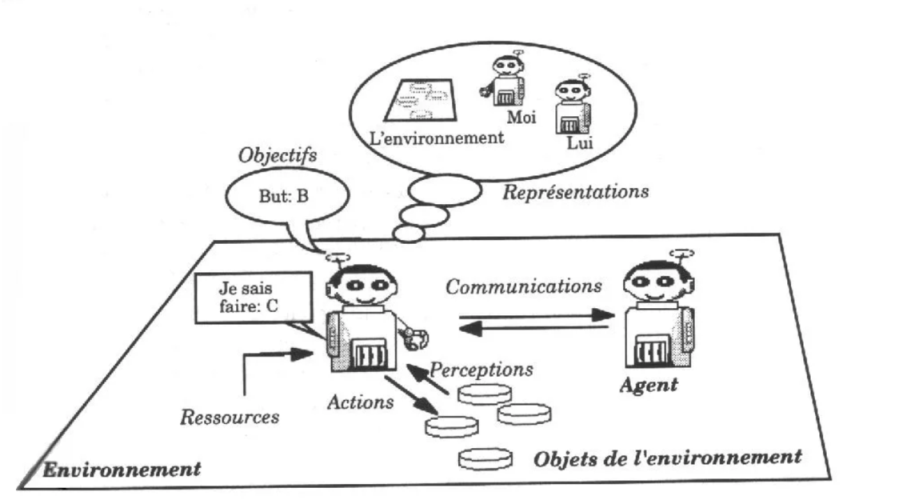 L'environnement
Moi
Lui
Objectifs
But: B
Représentations
Je sais
faire: C
Communications
Perceptions
Agent
Actions
Ressources
Environnement
Objets de l'environnement